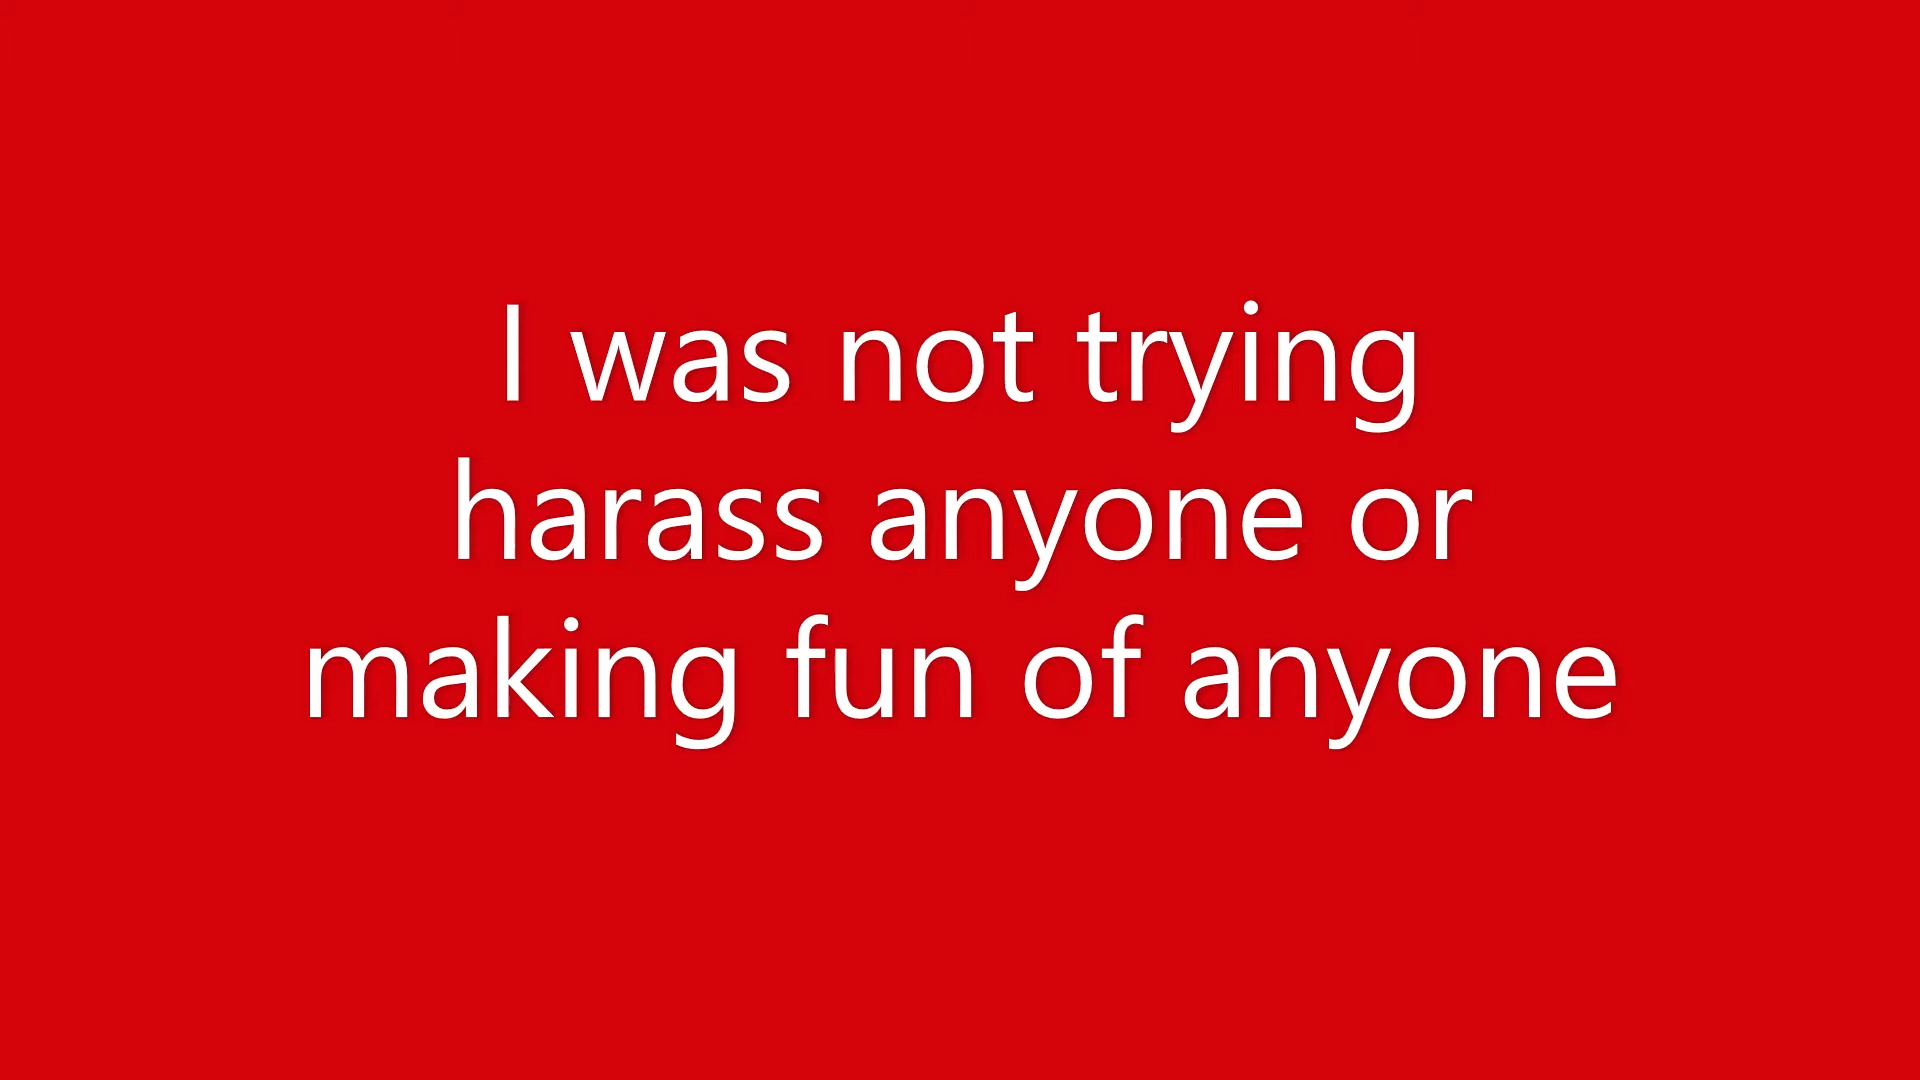 I was not trying
harass anyone or
making fun of anyone